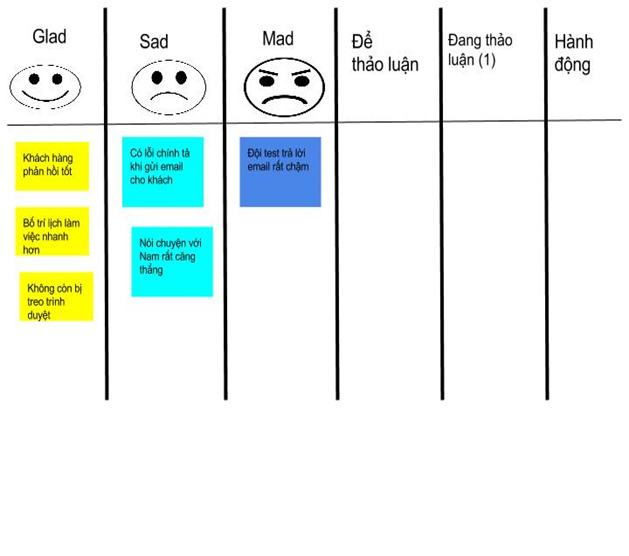 Glad
Sad
Mad
Để
thảo luận
Đang thảo
luận (1)
Hành
động
Khách hàng
phản hồi tốt
Bố trí lịch làm
việc nhanh
hơn
Không còn bị
treo trình
duyệt
Có lỗi chính tả
khi gửi email
cho khách
Nói chuyện với
Nam rất căng
thẳng
Đội test trả lời
email rất chậm